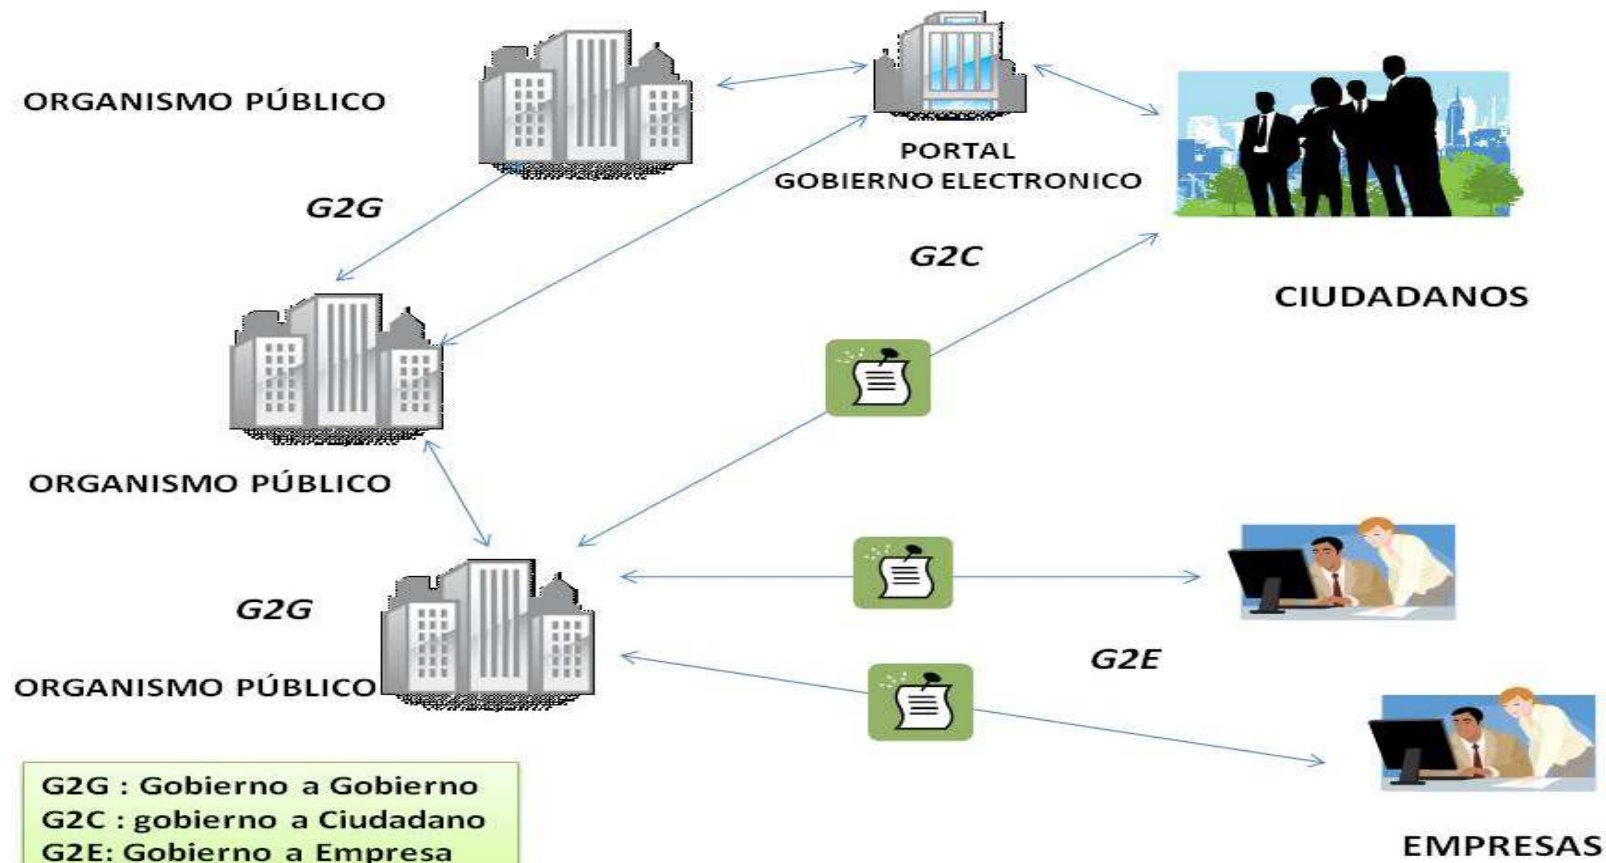 ORGANISMO PÚBLICO
PORTAL
GOBIERNO ELECTRONICO
G2G
G2C
CIUDADANOS
ORGANISMO PÚBLICO
G2G
G2E
ORGANISMO PÚBLICO
G2G : Gobierno a Gobierno
G2C : gobierno a Ciudadano
G2E: Gobierno a Empresa
EMPRESAS